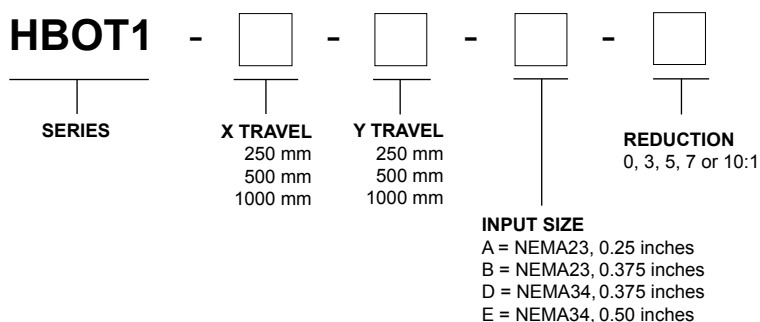 HBOT1 - - - -
SERIES
X TRAVEL
250 mm
500 mm
1000 mm
Y TRAVEL
250 mm
500 mm
1000 mm
INPUT SIZE
A = NEMA23, 0.25 inches
B = NEMA23, 0.375 inches
D = NEMA34, 0.375 inches
E = NEMA34, 0.50 inches
REDUCTION
0, 3, 5, 7 or 10:1